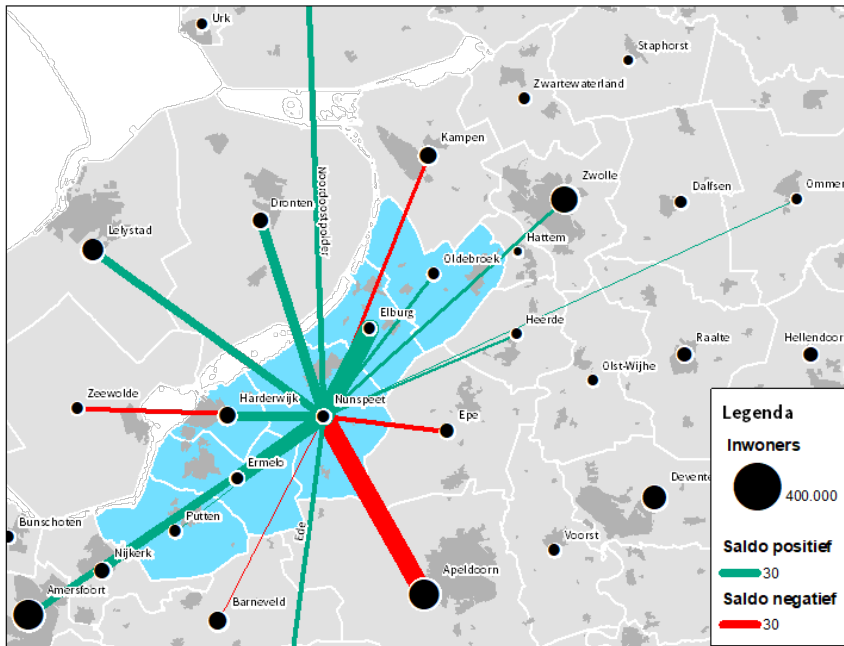 Urk
Staphorst
Zwartewaterland
Kampen
Zwolle
Dalfsen
Ommen
Noordoostpolder
Dronten
Lelystad
Hattem
Oldebroek
Elburg
Heerde
Raalte
Hellendoorn
Olst-Wijhe
Zeewolde
Harderwijk
Nunspeet
Epe
Legenda
Inwoners
400.000
Ermelo
Deventer
Bunschoten
Putten
Ede
Voorst
Nijkerk
Saldo positief
30
Apeldoorn
Amersfoort
Barneveld
Saldo negatief
30